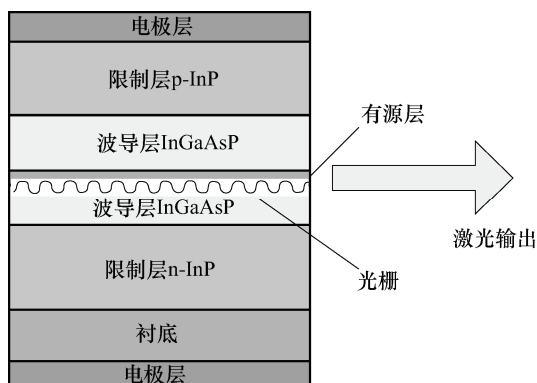 电极层
限制层p-InP
有源层
波导层InGaAsP
波导层InGaAsP
激光输出
限制层n-InP
光栅
衬底
电极层